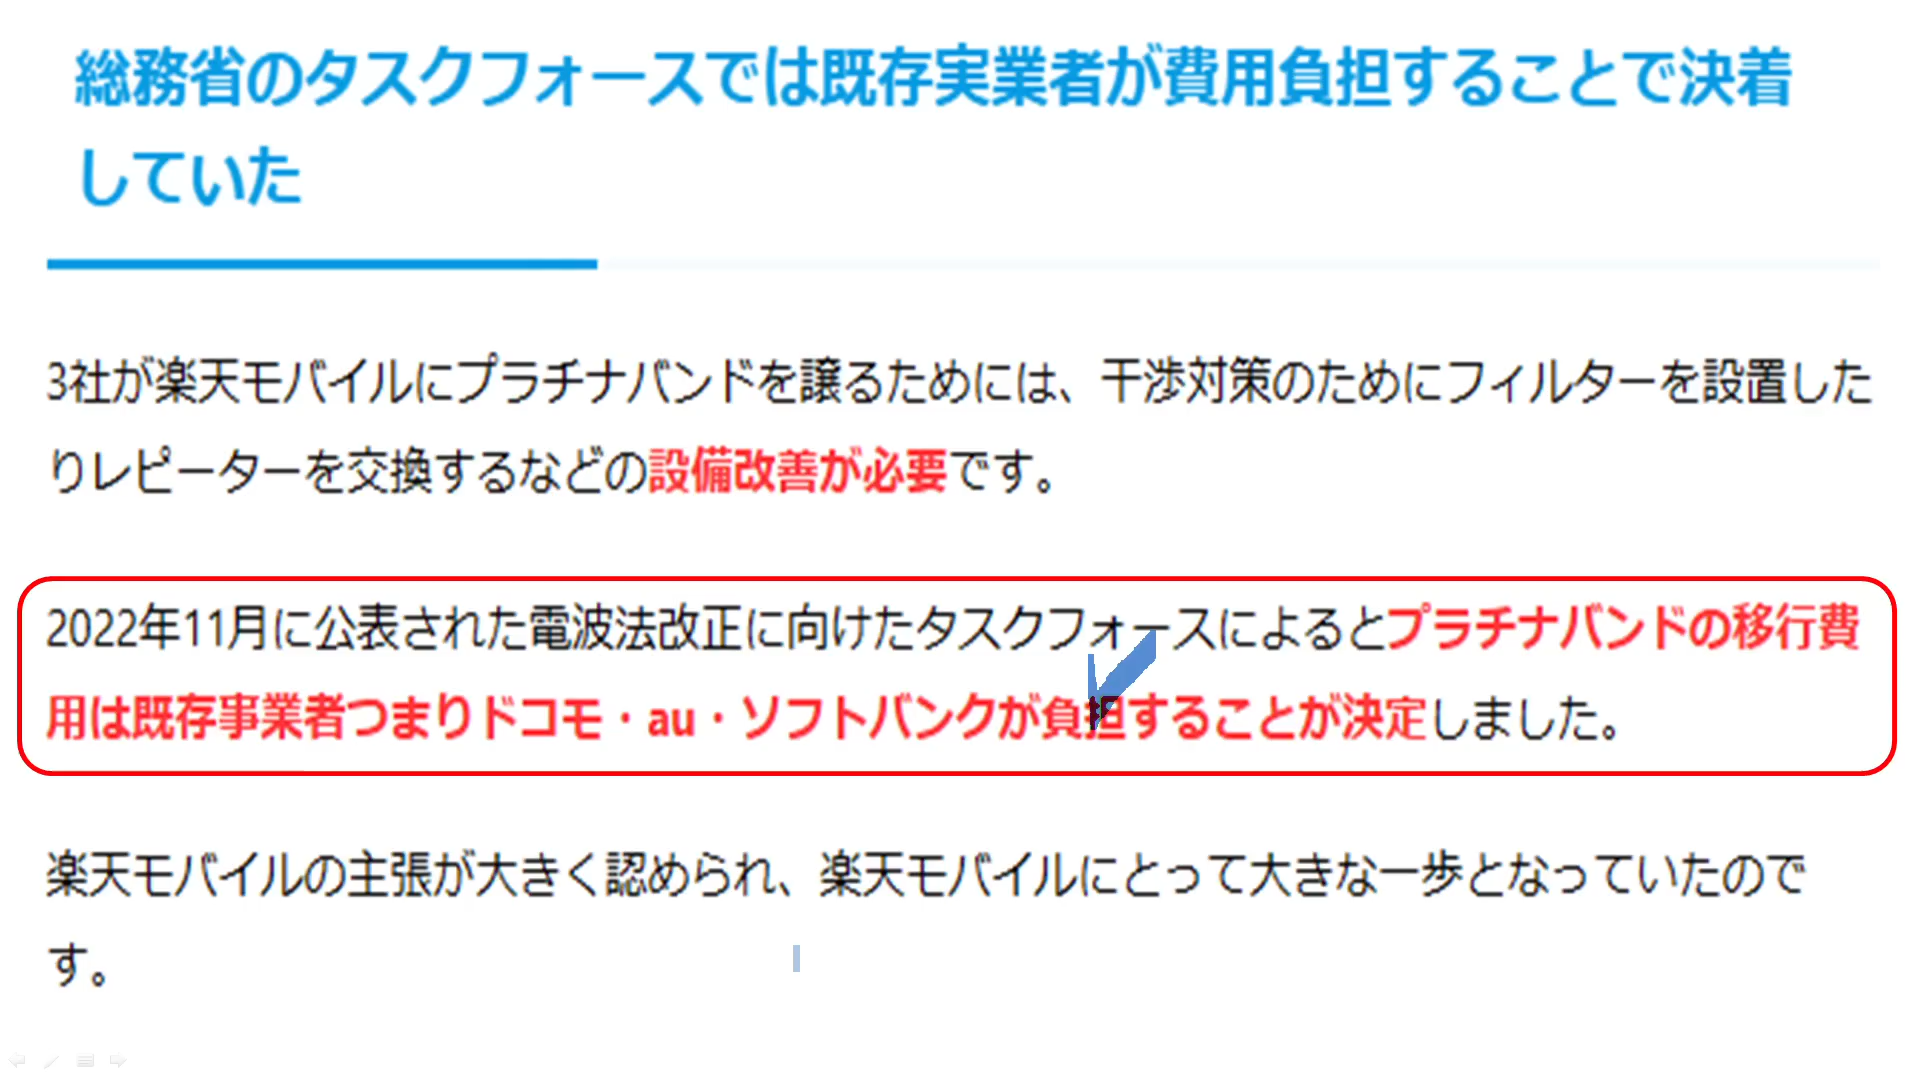 総務省のタスクフォースでは既存実業者が費用負担することで決着
していた
3社が楽天モバイルにプラチナバンドを譲るためには、干渉対策のためにフィルターを設置した
りレピーターを交換するなどの設備改善が必要です。
2022年11月に公表された電波法改正に向けたタスクフォースによるとプラチナバンドの移行費
用は既存事業者つまりドコモ・au・ソフトバンクが負担することが決定しました。
楽天モバイルの主張が大きく認められ、楽天モバイルにとって大きな一歩となっていたので
す。